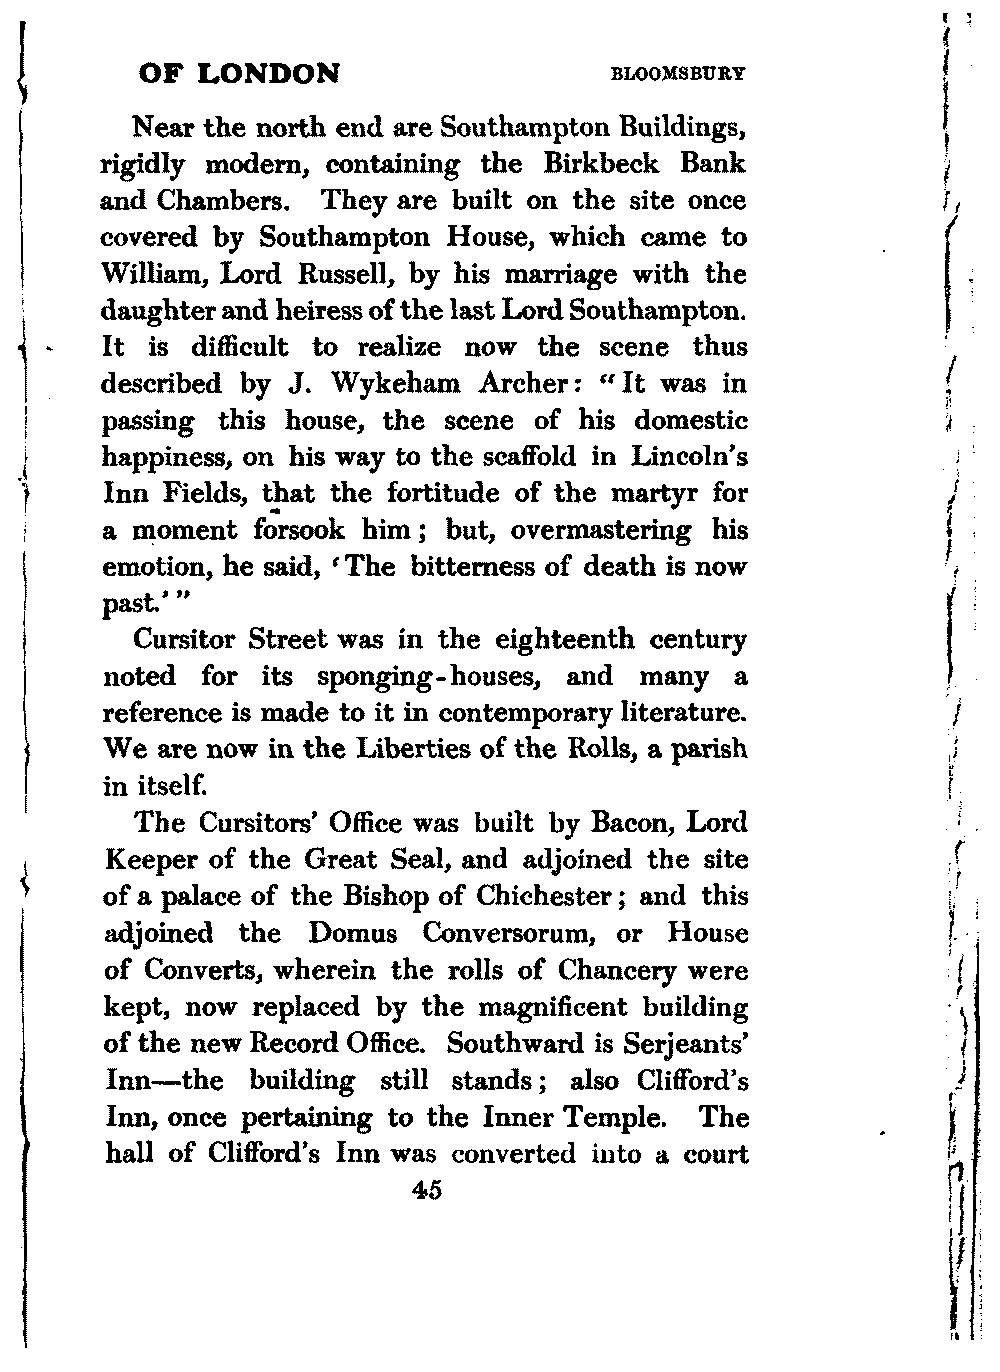 OF LONDON BLOOMSBURY
Near the north end are Southampton Buildings,
rigidly modern, containing the Birkbeck Bank
and Chambers. They are built on the site once
covered by Southampton House, which came to
William, Lord Russell, by his marriage with the
daughter and heiress of the last Lord Southampton.
It is difficult to realize now the scene thus
described by J. Wykeham Archer: “It was in
passing this house, the scene of his domestic
happiness, on his way to the scaffold in Lincoln’s
Inn Fields, that the fortitude of the martyr for
a moment forsook him; but, overmastering his
emotion, he said, ‘The bitterness of death is now
past.’”
Cursitor Street was in the eighteenth century
noted for its sponging-houses, and many a
reference is made to it in contemporary literature.
We are now in the Liberties of the Rolls, a parish
in itself.
The Cursitors’ Office was built by Bacon, Lord
Keeper of the Great Seal, and adjoined the site
of a palace of the Bishop of Chichester; and this
adjoined the Domus Conversorum, or House
of Converts, wherein the rolls of Chancery were
kept, now replaced by the magnificent building
of the new Record Office. Southward is Serjeants’
Inn—the building still stands; also Clifford’s
Inn, once pertaining to the Inner Temple. The
hall of Clifford’s Inn was converted into a court
45